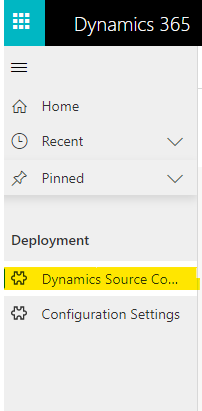 Dynamics 365
Home
Recent
Pinned
Deployment
Dynamics Source Co...
Configuration Settings